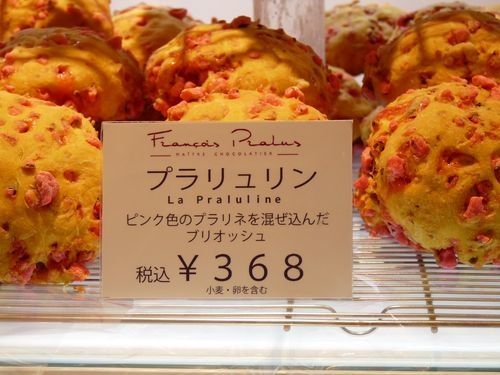 François Pralus
MAÎTRE CHOCOLATIER
プラリュリン
La Praluline
ピンク色のプラリネを混ぜ込んだ
ブリオッシュ
税込 ¥368
小麦・卵を含む